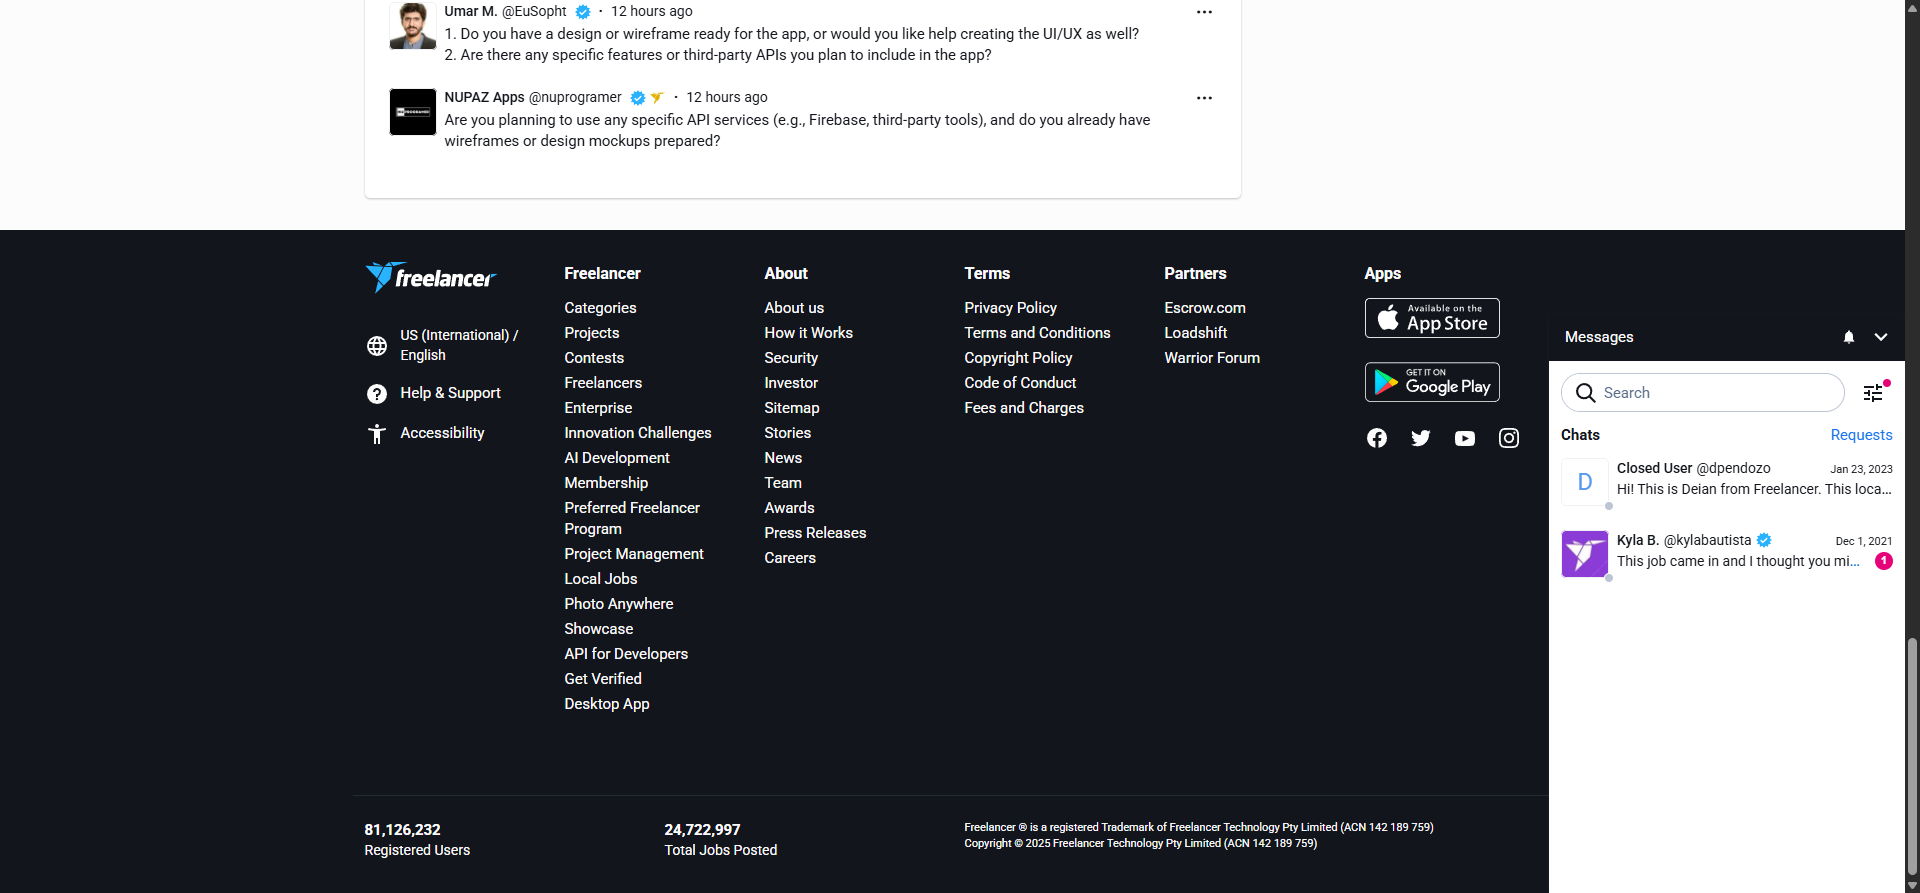 Umar M. @EuSopht · 12 hours ago
1. Do you have a design or wireframe ready for the app, or would you like help creating the UI/UX as well?
2. Are there any specific features or third-party APIs you plan to include in the app?
NUPAZ Apps @nuprogramer · 12 hours ago
Are you planning to use any specific API services (e.g., Firebase, third-party tools), and do you already have
wireframes or design mockups prepared?
freelancer
US (International) /
English
Help & Support
Accessibility
Freelancer
Categories
Projects
Contests
Freelancers
Enterprise
Innovation Challenges
AI Development
Membership
Preferred Freelancer
Program
Project Management
Local Jobs
Photo Anywhere
Showcase
API for Developers
Get Verified
Desktop App
About
About us
How it Works
Security
Investor
Sitemap
Stories
News
Team
Awards
Press Releases
Careers
Terms
Privacy Policy
Terms and Conditions
Copyright Policy
Code of Conduct
Fees and Charges
Partners
Escrow.com
Loadshift
Warrior Forum
Apps
Available on the
App Store
GET IT ON
Google Play
Messages
Search
Chats
Requests
D
Closed User @dpendozo
Jan 23, 2023
Hi! This is Deian from Freelancer. This loca...
Kyla B. @kylabautista
Dec 1, 2021
This job came in and I thought you mi...
1
81,126,232
Registered Users
24,722,997
Total Jobs Posted
Freelancer ® is a registered Trademark of Freelancer Technology Pty Limited (ACN 142 189 759)
Copyright © 2025 Freelancer Technology Pty Limited (ACN 142 189 759)